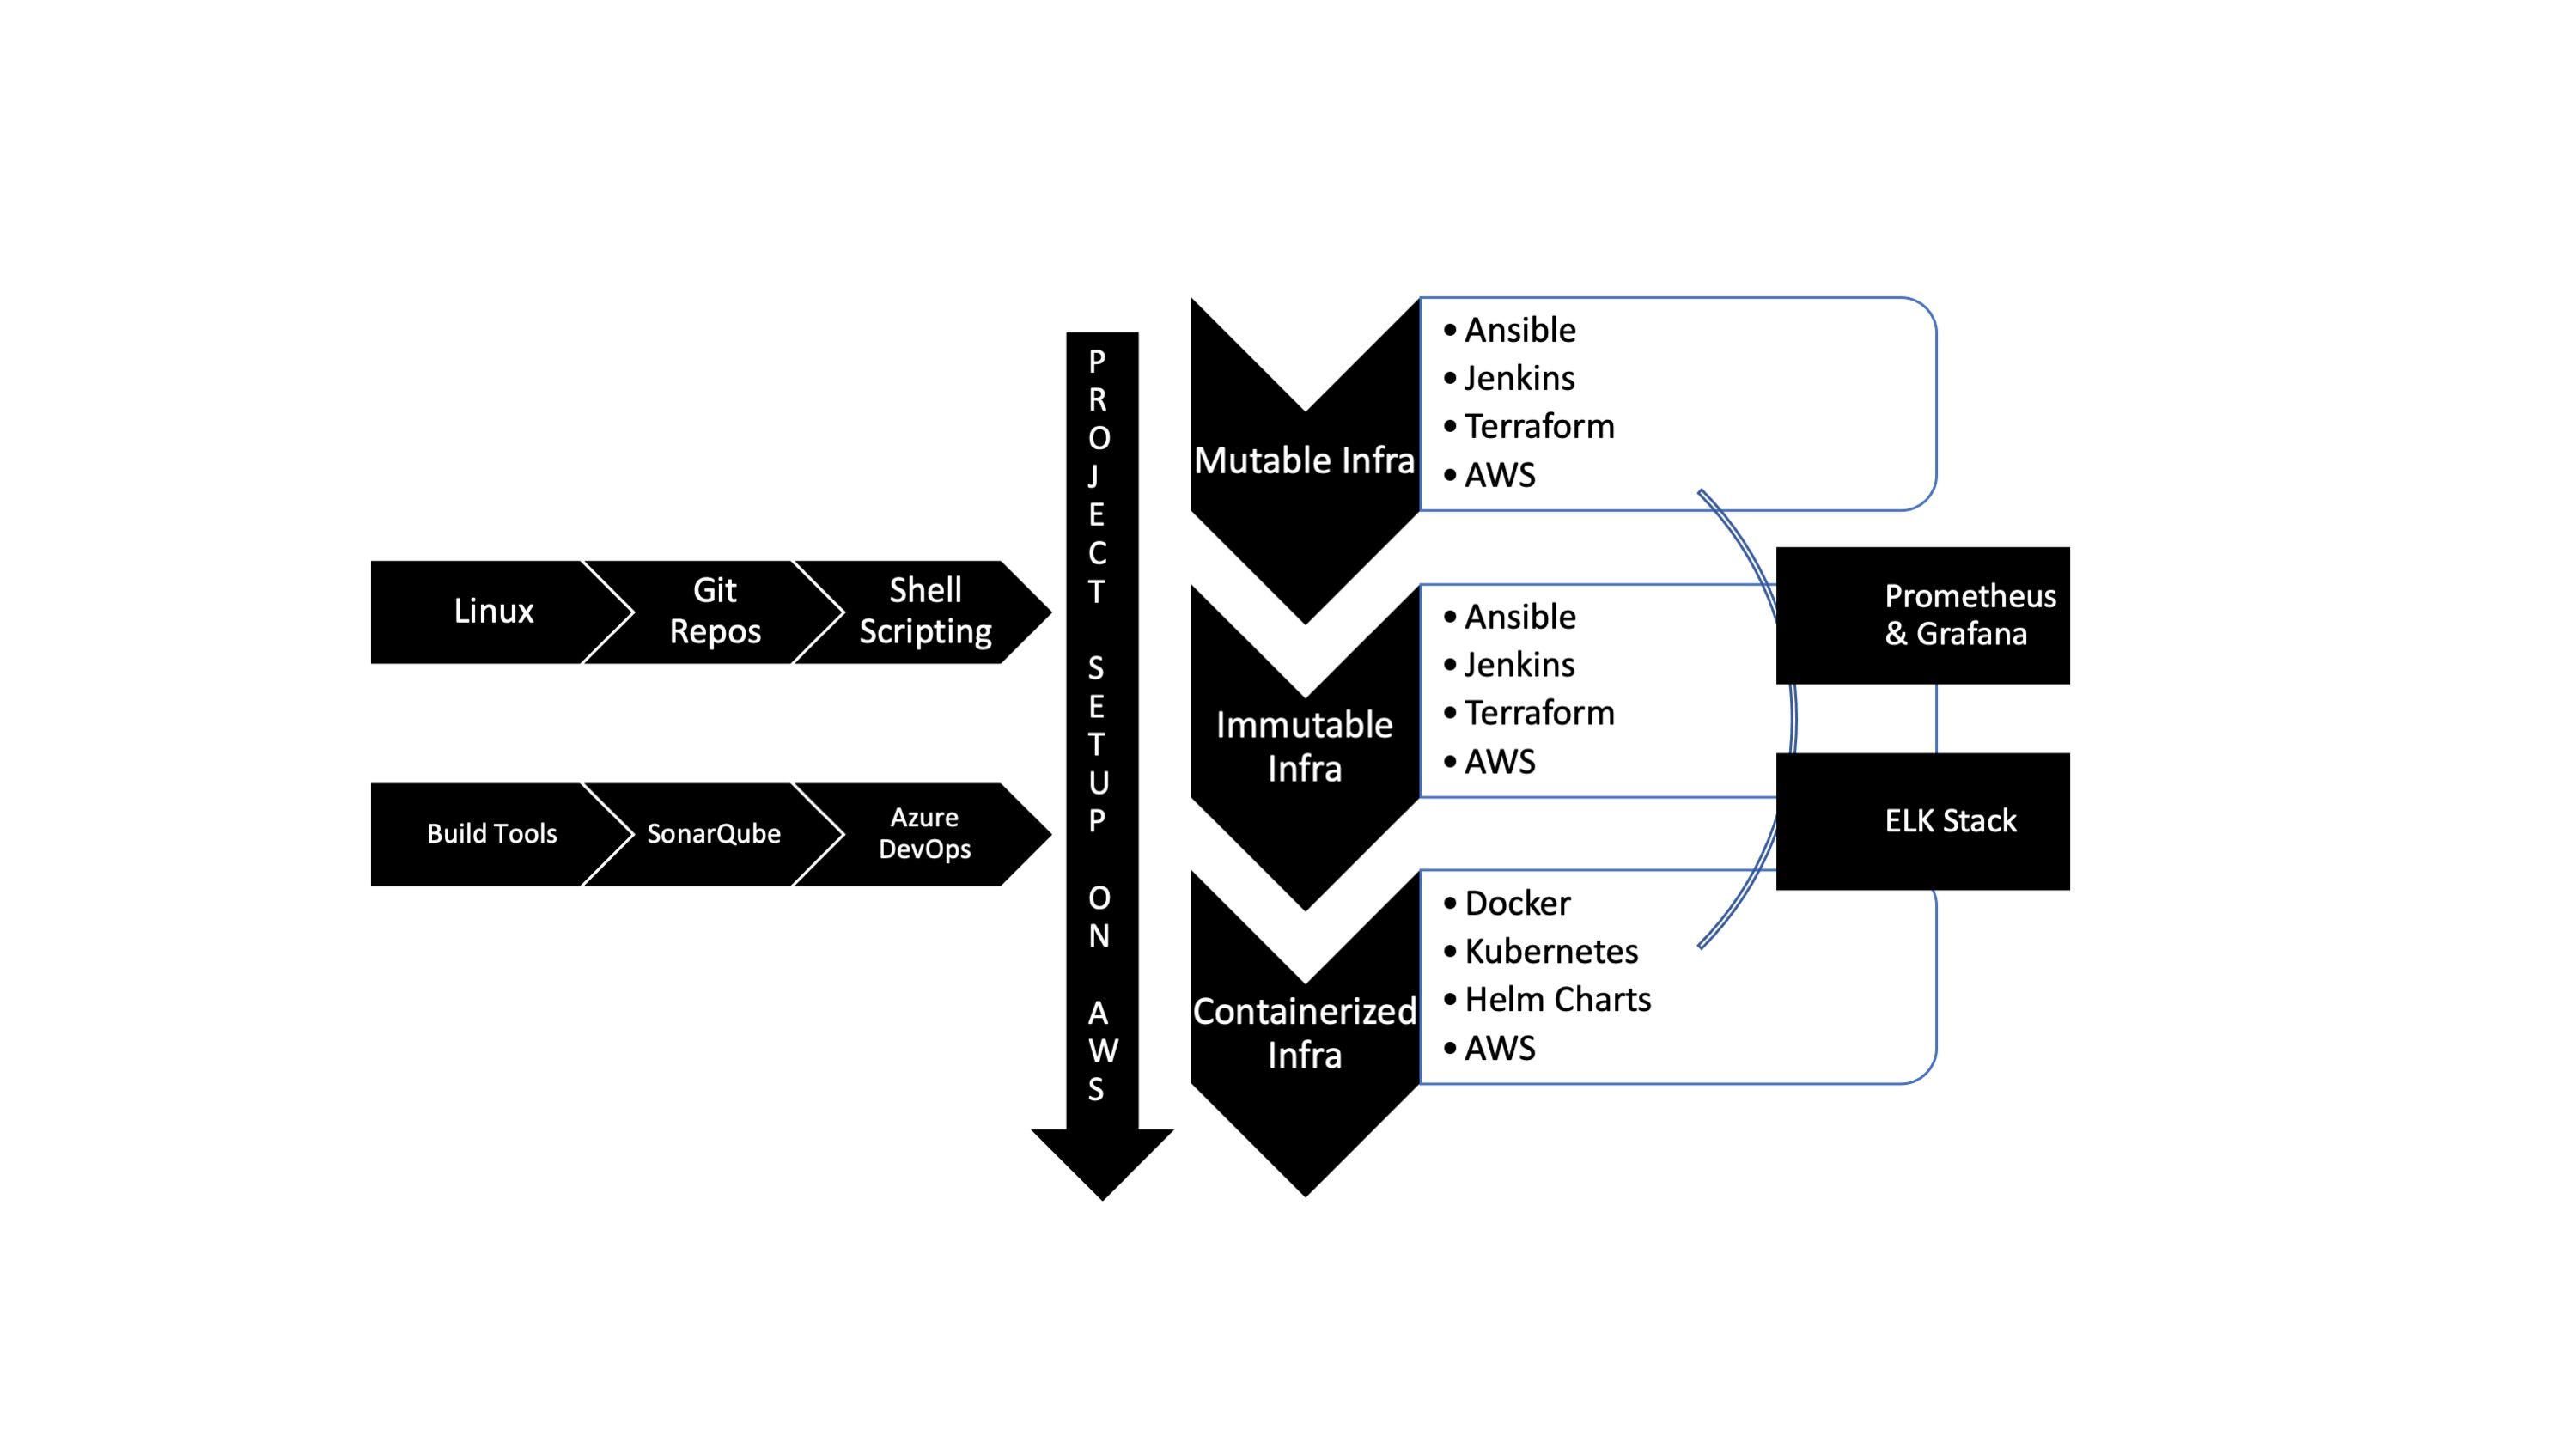 Linux
Git
Repos
Shell
Scripting
Build Tools
SonarQube
Azure
DevOps
PROJECT SETUP ON AWS
Mutable Infra
• Ansible
• Jenkins
• Terraform
• AWS
Immutable
Infra
• Ansible
• Jenkins
• Terraform
• AWS
Containerized
Infra
• Docker
• Kubernetes
• Helm Charts
• AWS
Prometheus
& Grafana
ELK Stack